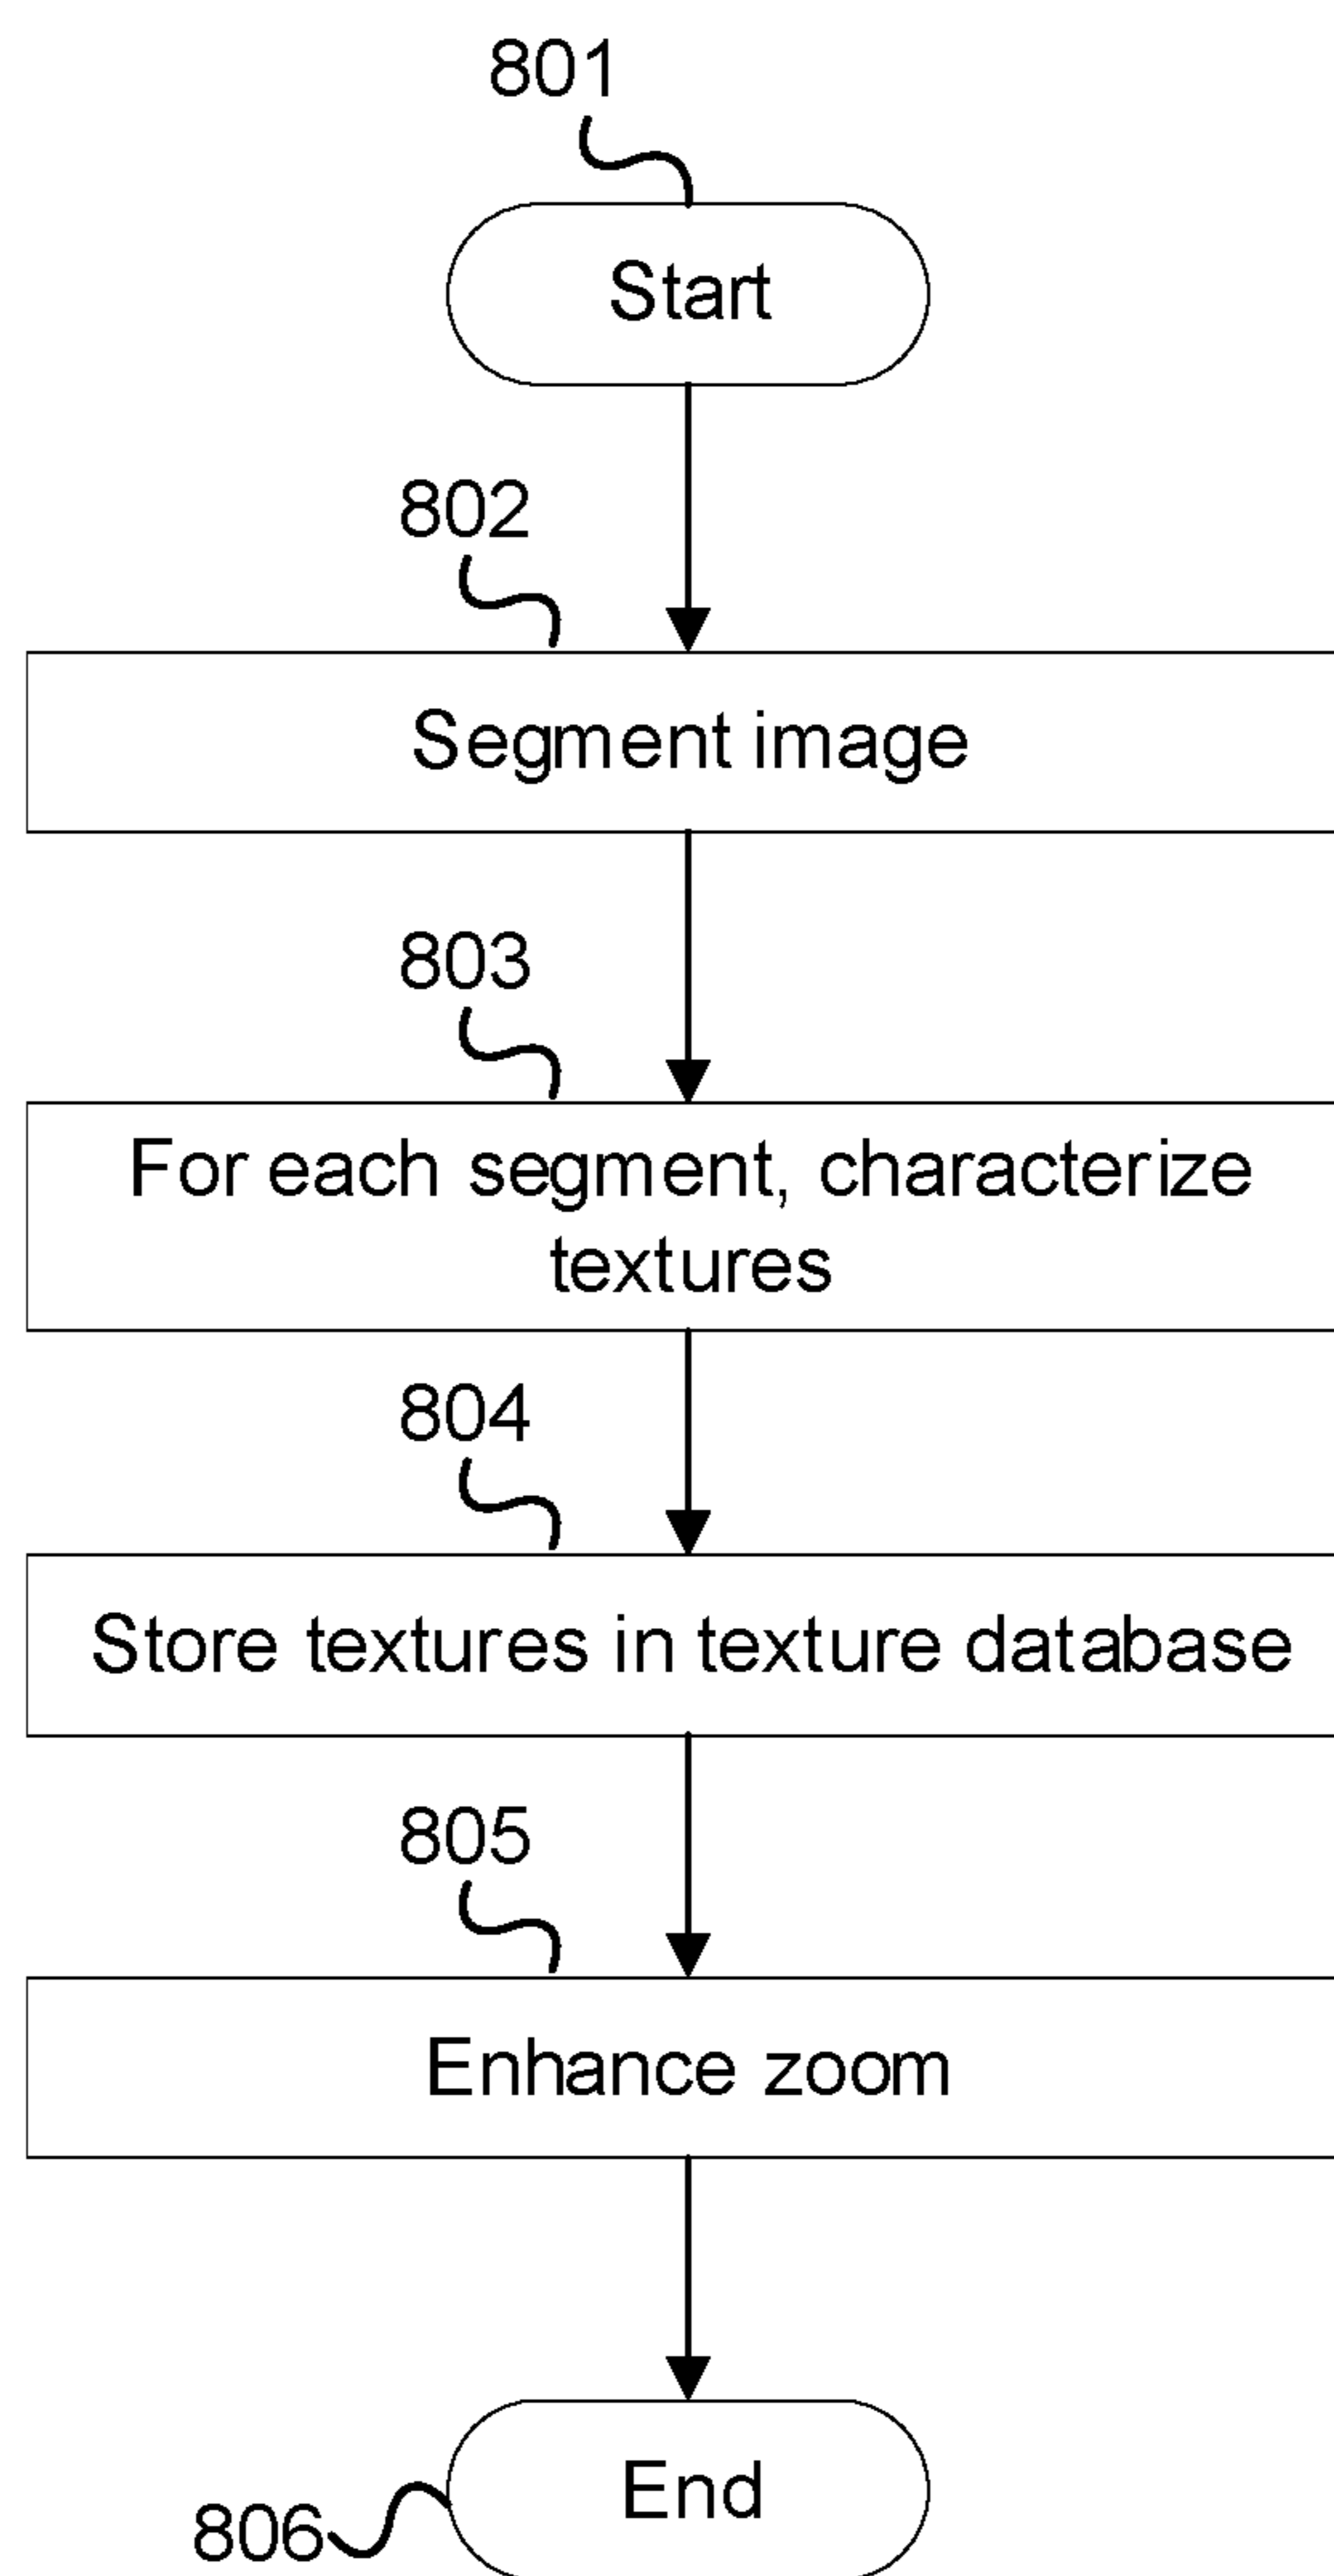 801
Start
802
Segment image
803
For each segment, characterize
textures
804
Store textures in texture database
805
Enhance zoom
End
806